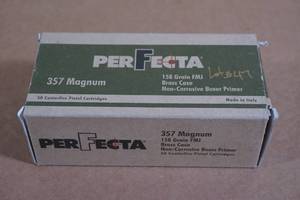 PERFECTA
357 Magnum
158 Grain FMJ
Brass Case
Non-Corrosive Boxer Primer
50 Centerfire Pistol Cartridges
Made in Italy
PERFECTA
357 Magnum
158 Grain FMJ
Brass Case
Non-Corrosive Boxer Primer
50 Centerfire Pistol Cartridges